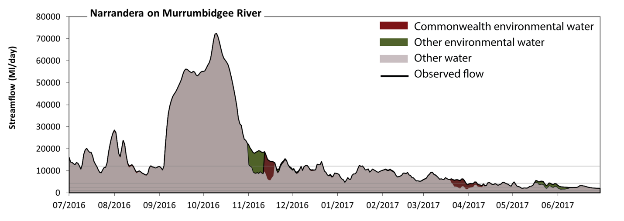 Narrandera on Murrumbidgee River
Commonwealth environmental water
Other environmental water
Other water
Observed flow
Streamflow (Ml/day)
80000
70000
60000
50000
40000
30000
20000
10000
0
07/2016 08/2016 09/2016 10/2016 11/2016 12/2016 01/2017 02/2017 03/2017 04/2017 05/2017 06/2017